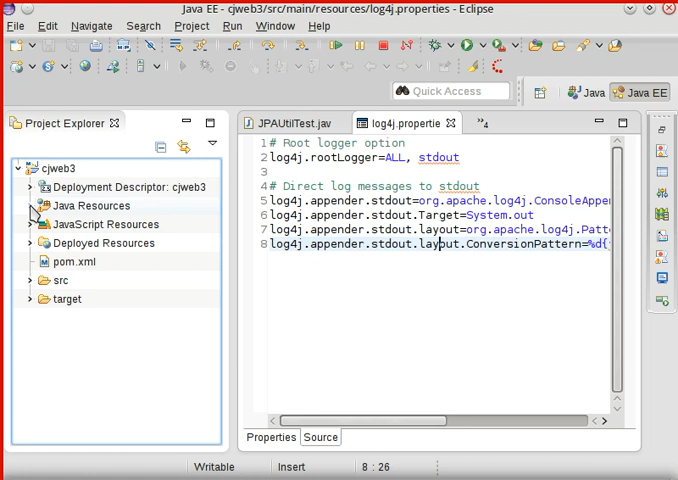 Java EE - cjweb3/src/main/resources/log4j.properties - Eclipse
File Edit Navigate Search Project Run Window Help
Quick Access
Java
Java EE
Project Explorer
cjweb3
Deployment Descriptor: cjweb3
Java Resources
JavaScript Resources
Deployed Resources
pom.xml
src
target
JPAUtilTest.jav
log4j.propertie
4
1 # Root logger option
2 log4j.rootLogger=ALL, stdout
3
4 # Direct log messages to stdout
5 log4j.appender.stdout=org.apache.log4j.ConsoleAppen
6 log4j.appender.stdout.Target=System.out
7 log4j.appender.stdout.layout=org.apache.log4j.Patt
8 log4j.appender.stdout.layout.ConversionPattern=%d{
Properties Source
Writable Insert 8 : 26